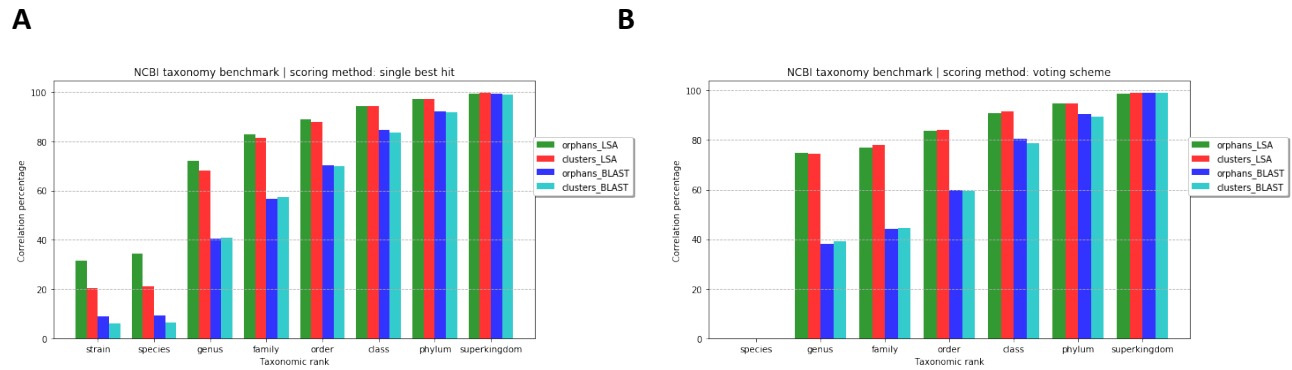 A
NCBI taxonomy benchmark | scoring method: single best hit
Correlation percentage
100
80
60
40
20
0
strain species genus family order class phylum superkingdom
Taxonomic rank
orphans_LSA
clusters_LSA
orphans_BLAST
clusters_BLAST
B
NCBI taxonomy benchmark | scoring method: voting scheme
Correlation percentage
100
80
60
40
20
0
species genus family order class phylum superkingdom
Taxonomic rank
orphans_LSA
clusters_LSA
orphans_BLAST
clusters_BLAST